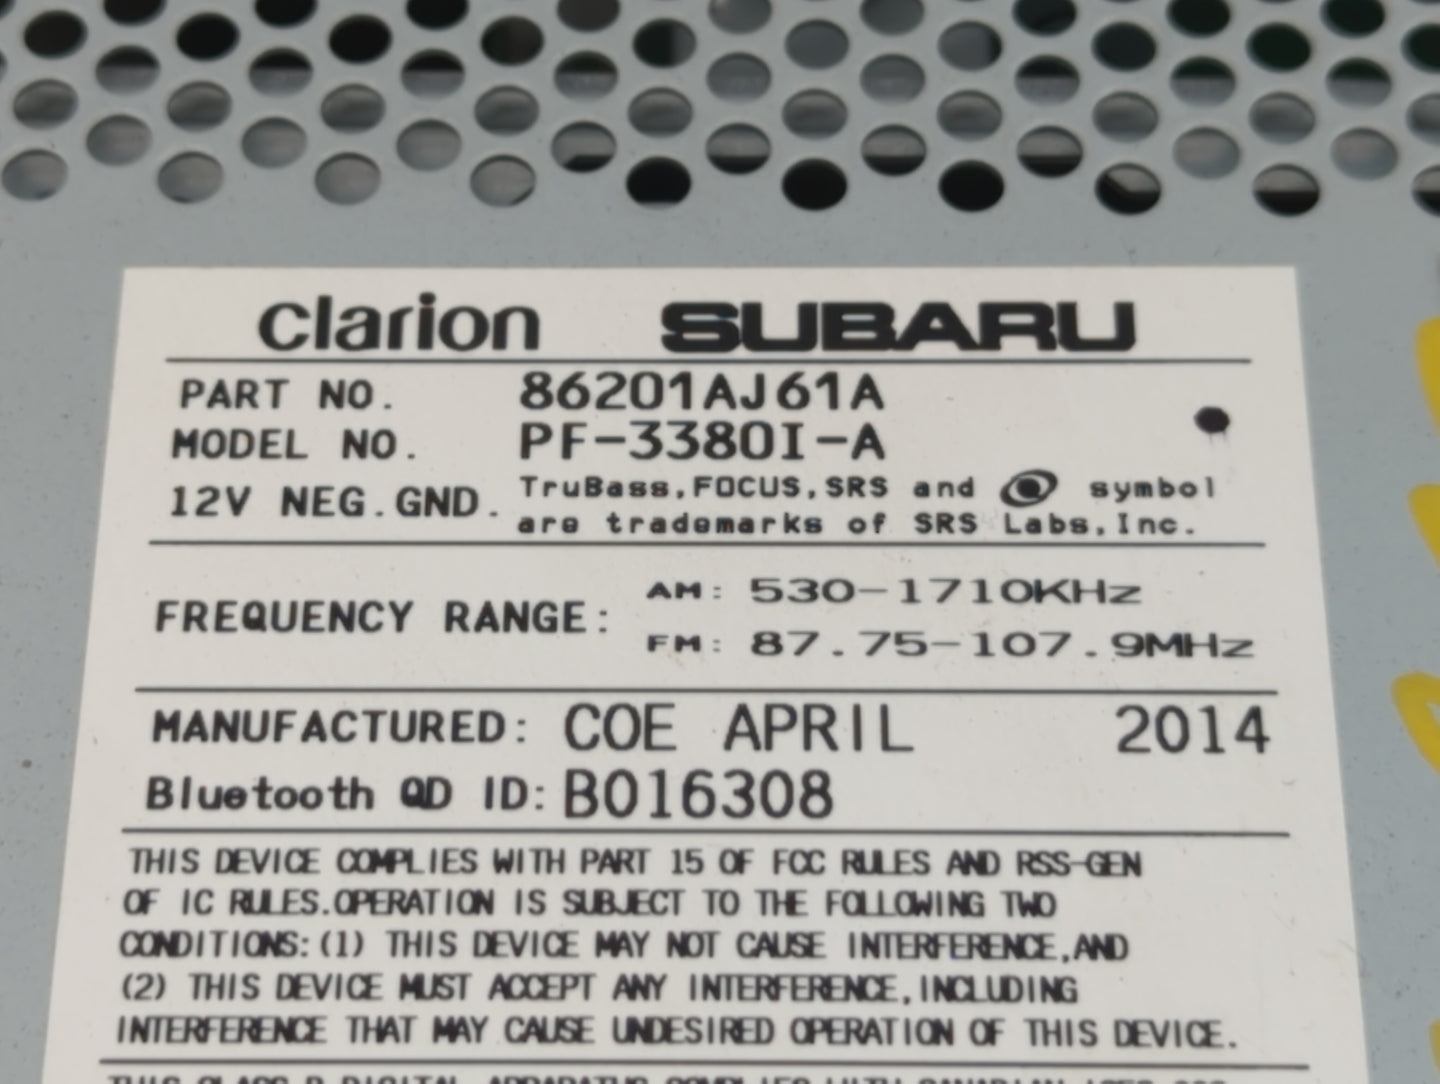 clarion SUBARU
PART NO. 86201AJ61A
MODEL NO. PF-3380I-A
12V NEG.GND. TruBass,FOCUS,SRS and symbol
are trademarks of SRS Labs,Inc.
FREQUENCY RANGE: AM: 530-1710KHz
FM: 87.75-107.9MHz
MANUFACTURED: COE APRIL 2014
Bluetooth QD ID: B016308
THIS DEVICE COMPLIES WITH PART 15 OF FCC RULES AND RSS-GEN
OF IC RULES.OPERATION IS SUBJECT TO THE FOLLOWING TWO
CONDITIONS:(1) THIS DEVICE MAY NOT CAUSE INTERFERENCE,AND
(2) THIS DEVICE MUST ACCEPT ANY INTERFERENCE,INCLUDING
INTERFERENCE THAT MAY CAUSE UNDESIRED OPERATION OF THIS DEVICE.